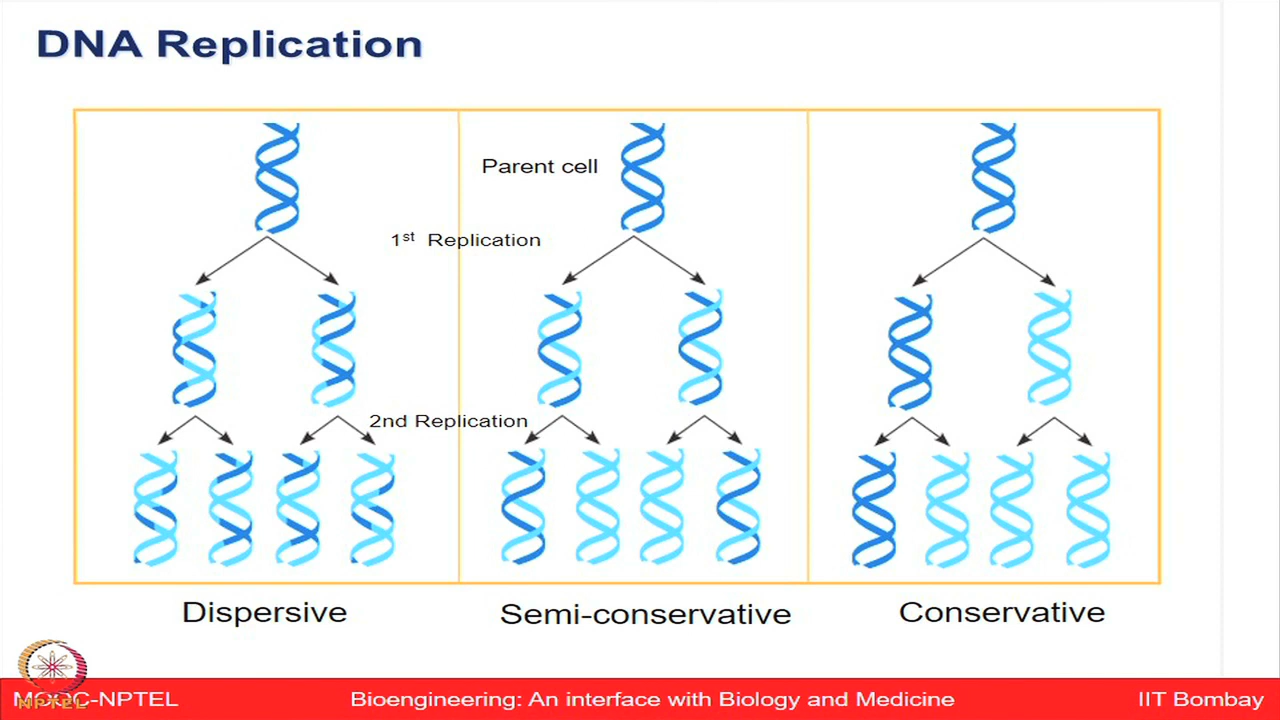 DNA Replication
Parent cell
1st Replication
2nd Replication
Dispersive
Semi-conservative
Conservative
MOOC-NPTEL
NPTEL
Bioengineering: An interface with Biology and Medicine
IIT Bombay